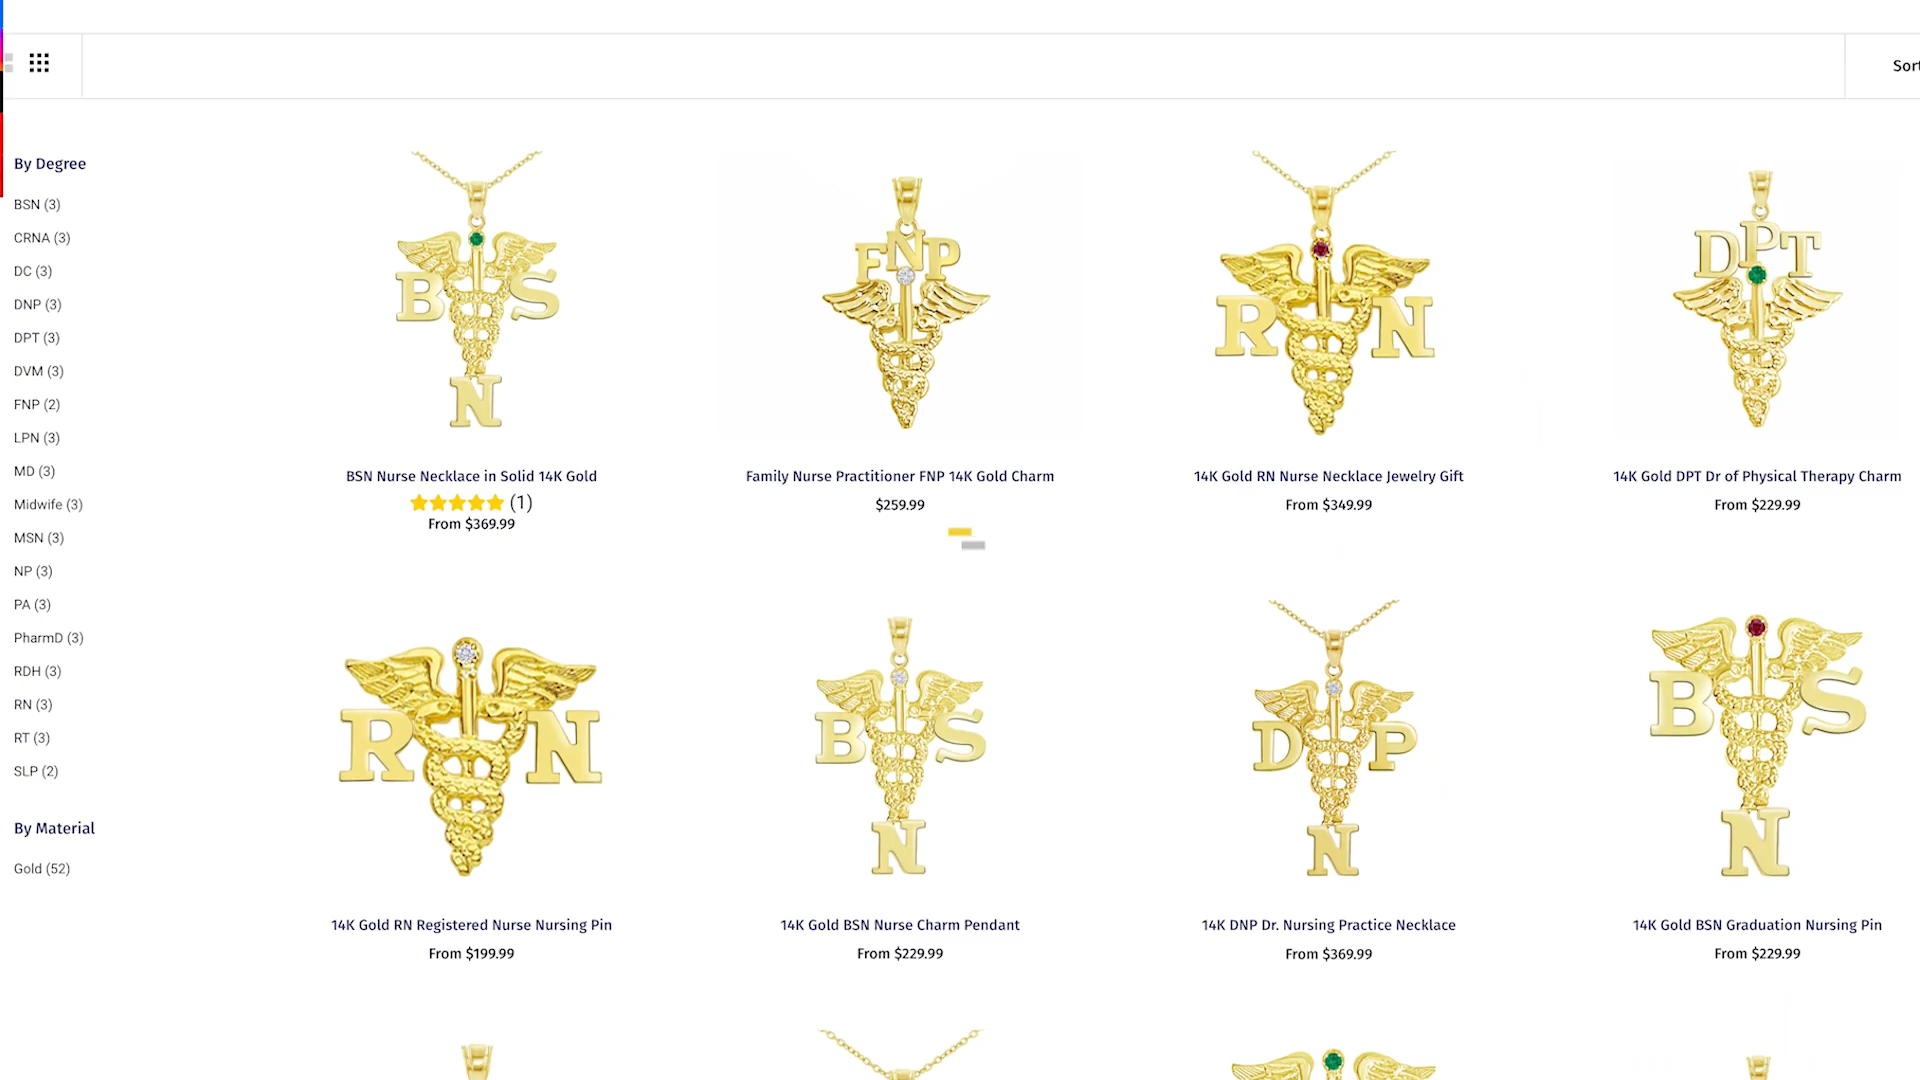 Sort
By Degree
BSN (3)
CRNA (3)
DC (3)
DNP (3)
DPT (3)
DVM (3)
FNP (2)
LPN (3)
MD (3)
Midwife (3)
MSN (3)
NP (3)
PA (3)
PharmD (3)
RDH (3)
RN (3)
RT (3)
SLP (2)
By Material
Gold (52)
B S
N
BSN Nurse Necklace in Solid 14K Gold
(1)
From $369.99
FNP
Family Nurse Practitioner FNP 14K Gold Charm
$259.99
R N
14K Gold RN Nurse Necklace Jewelry Gift
From $349.99
DPT
14K Gold DPT Dr of Physical Therapy Charm
From $229.99
R N
14K Gold RN Registered Nurse Nursing Pin
From $199.99
B S
N
14K Gold BSN Nurse Charm Pendant
From $229.99
D P
N
14K DNP Dr. Nursing Practice Necklace
From $369.99
B S
N
14K Gold BSN Graduation Nursing Pin
From $229.99